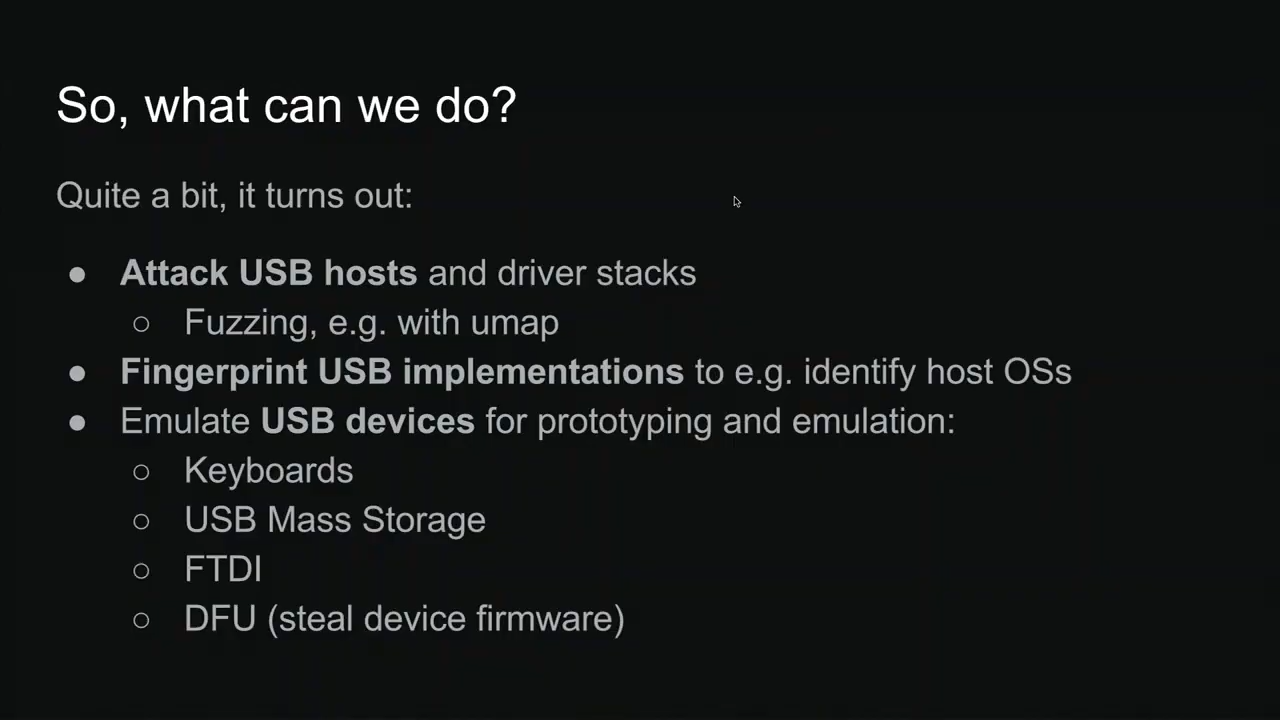 So, what can we do?
Quite a bit, it turns out:
● Attack USB hosts and driver stacks
○ Fuzzing, e.g. with umap
● Fingerprint USB implementations to e.g. identify host OSs
● Emulate USB devices for prototyping and emulation:
○ Keyboards
○ USB Mass Storage
○ FTDI
○ DFU (steal device firmware)